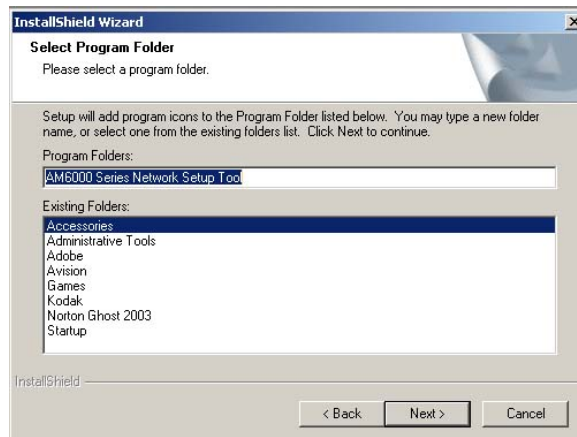 InstallShield Wizard
Select Program Folder
Please select a program folder.
Setup will add program icons to the Program Folder listed below. You may type a new folder
name, or select one from the existing folders list. Click Next to continue.
Program Folders:
AM6000 Series Network Setup Tool
Existing Folders:
Accessories
Administrative Tools
Adobe
Avision
Games
Kodak
Norton Ghost 2003
Startup
InstallShield
< Back Next > Cancel